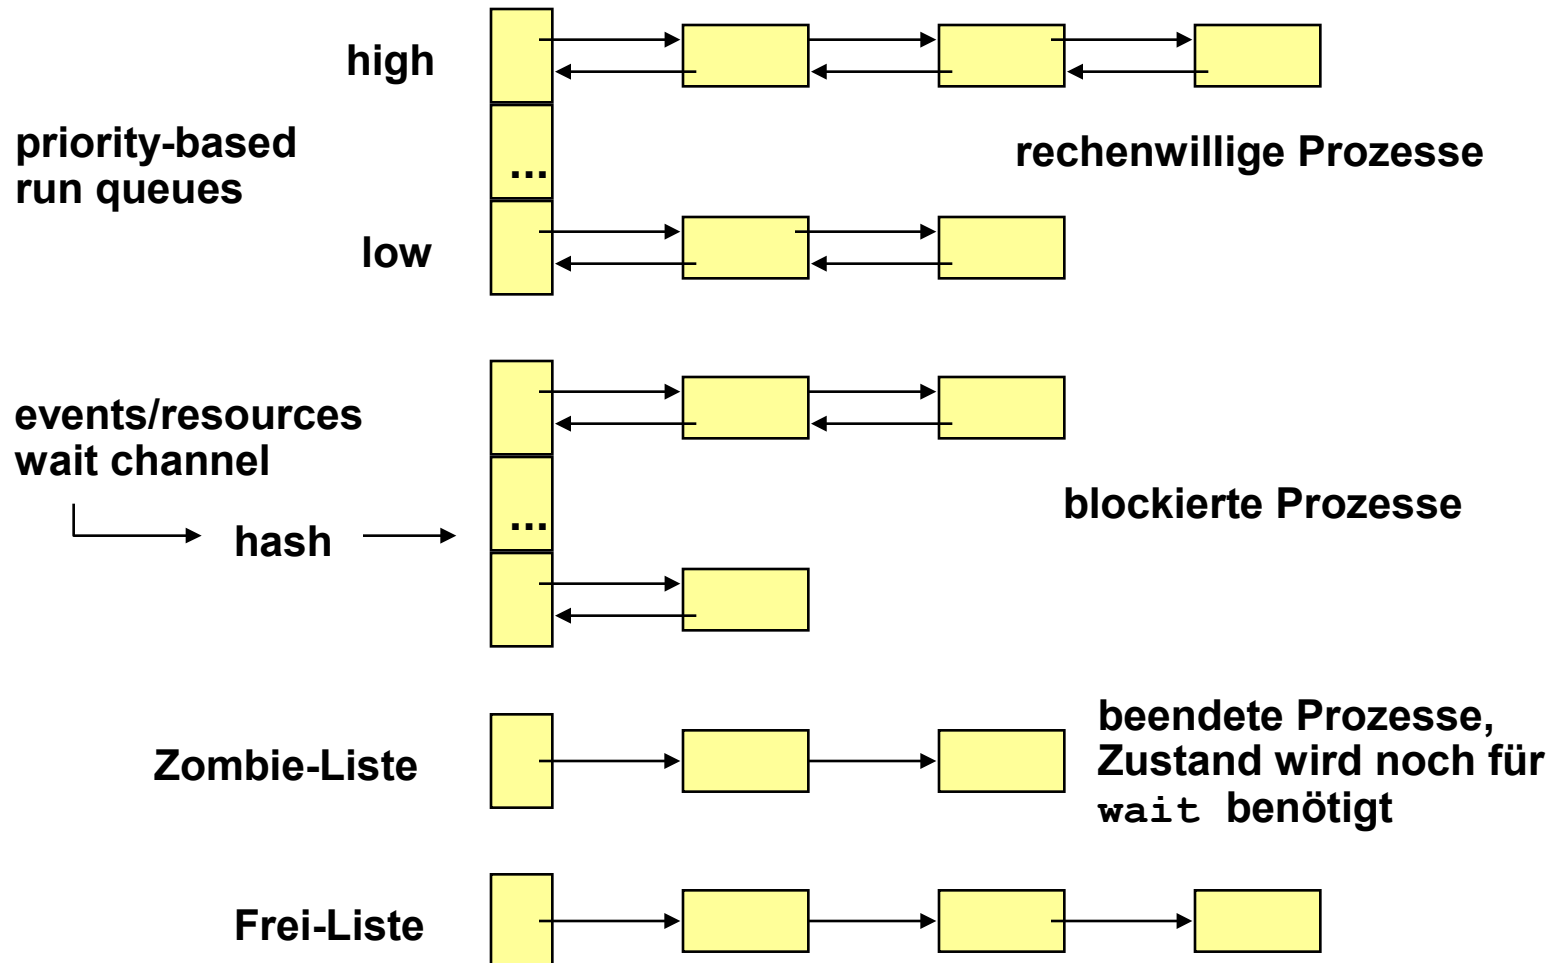 high
priority-based
run queues
...
rechenwillige Prozesse
low
events/resources
wait channel
hash
...
blockierte Prozesse
Zombie-Liste
beendete Prozesse,
Zustand wird noch für
wait benötigt
Frei-Liste